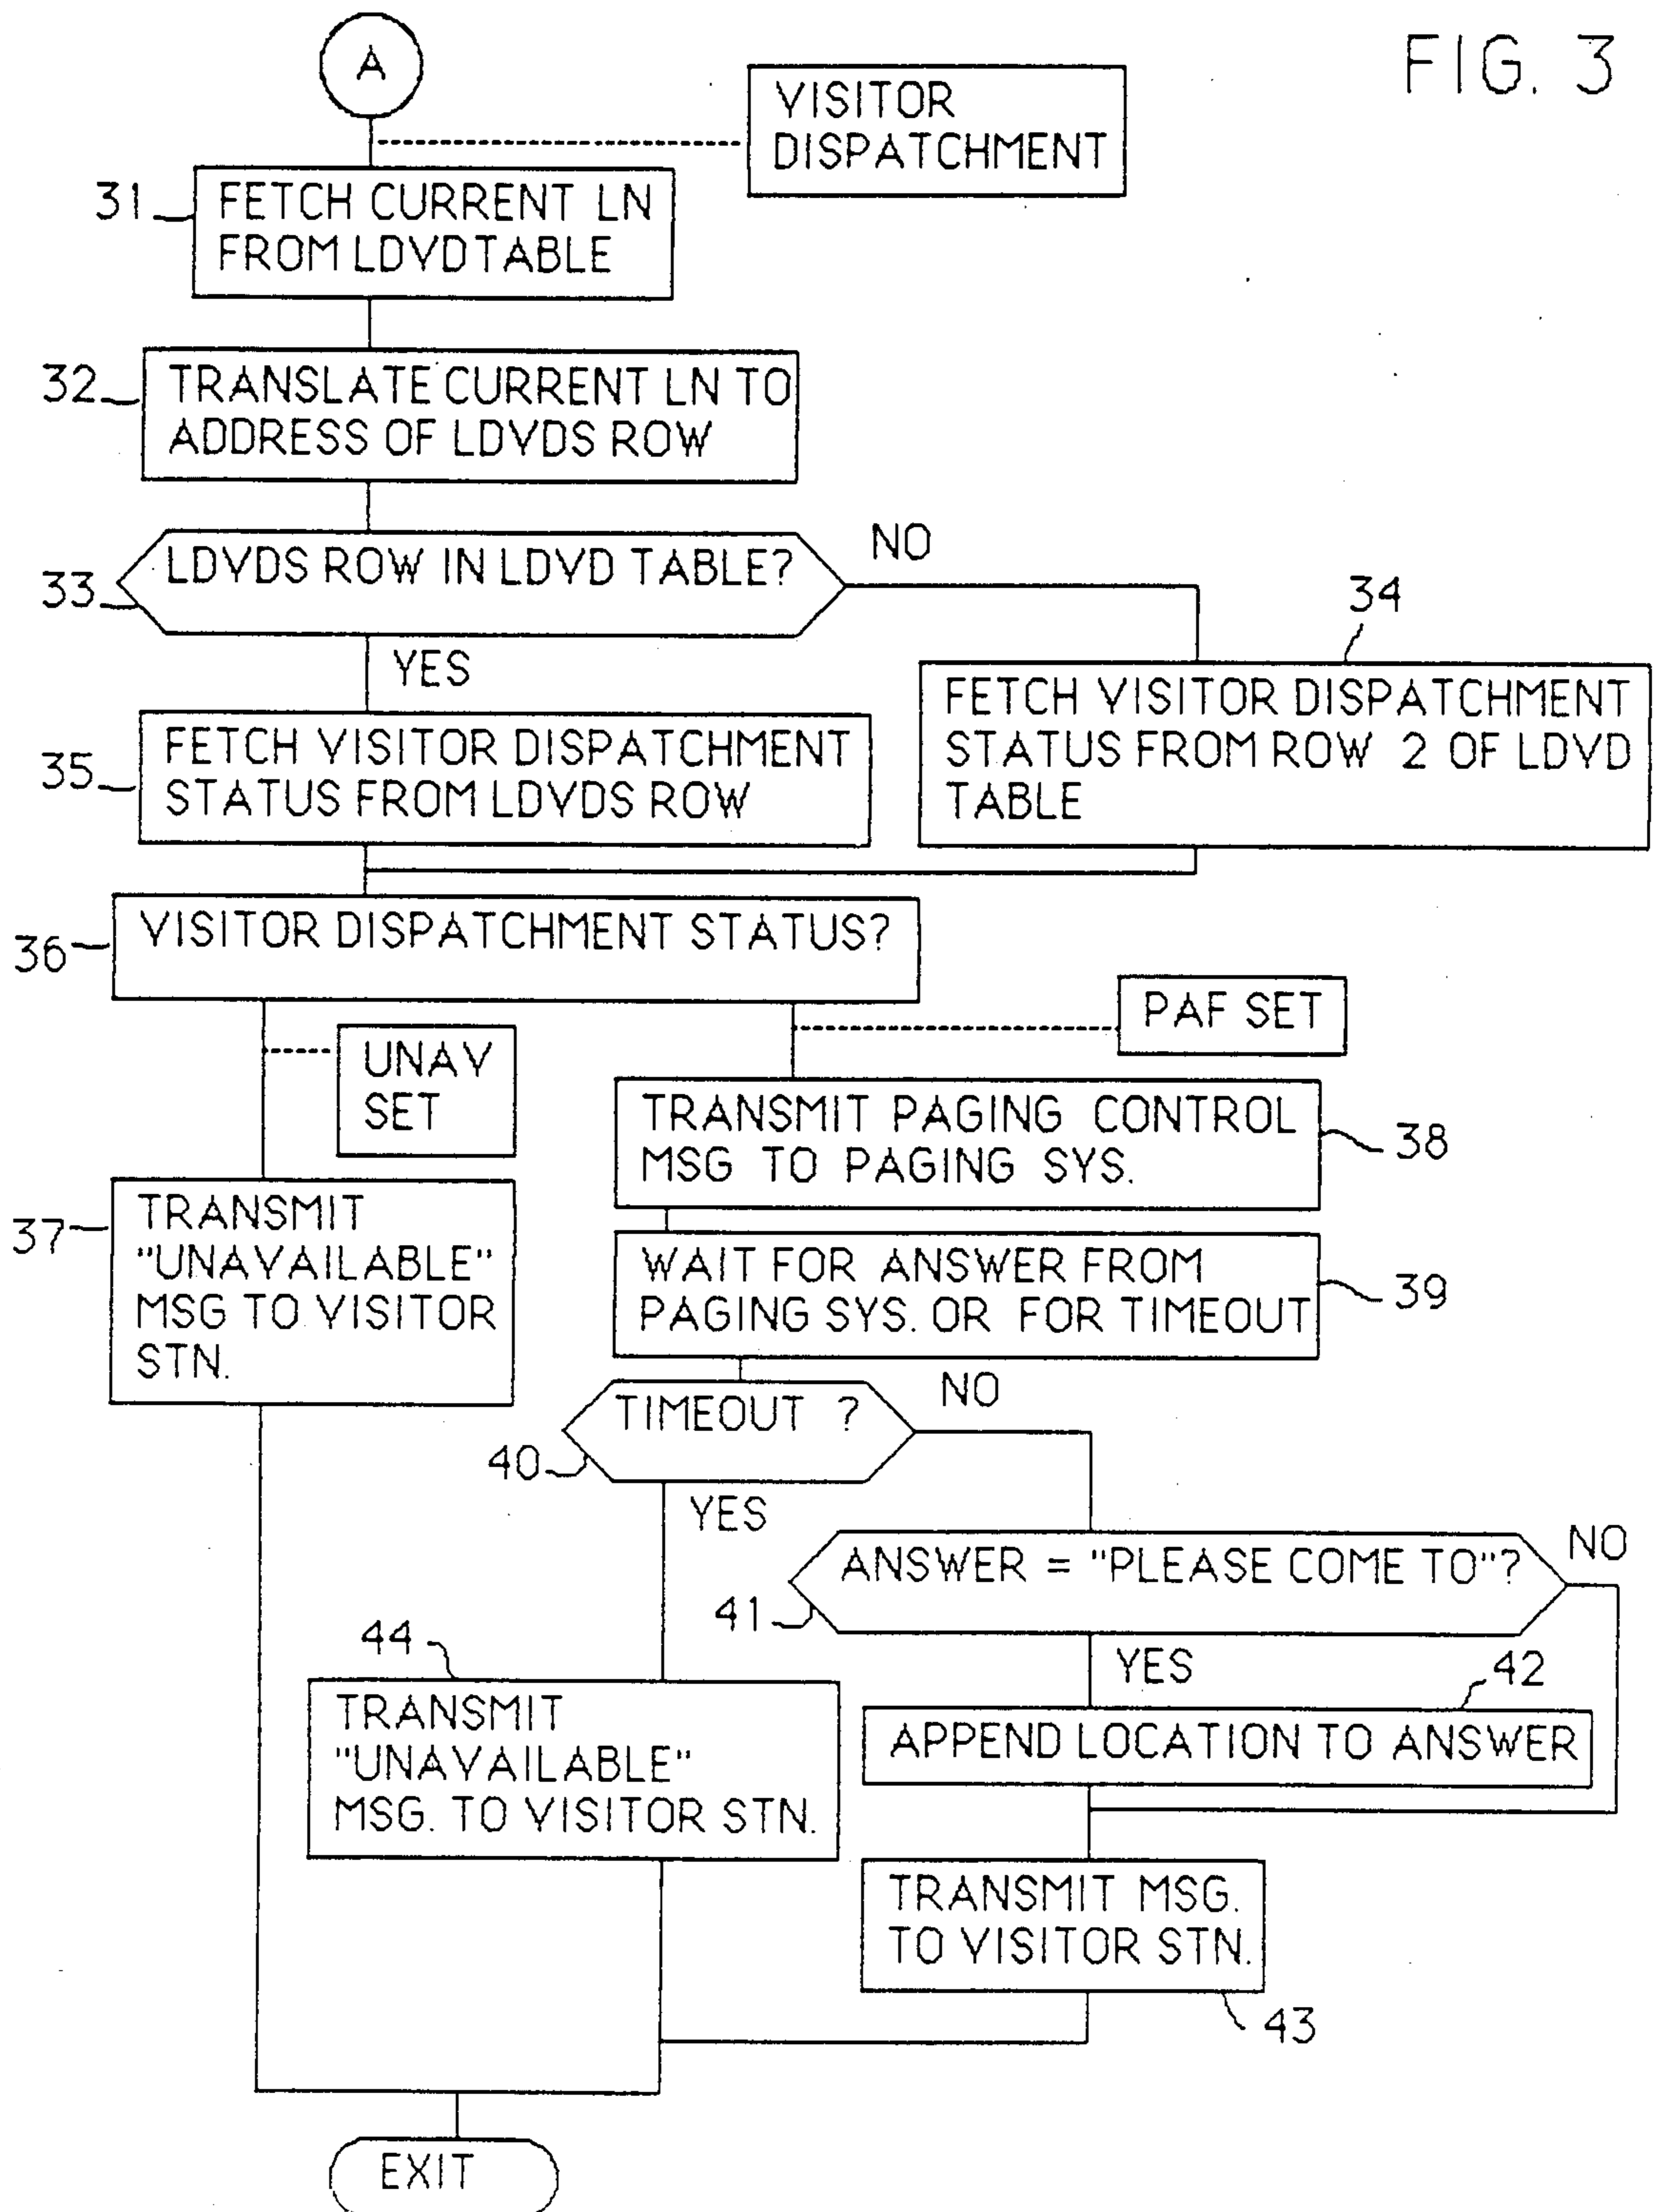 FIG. 3
A
VISITOR
DISPATCHMENT
31
FETCH CURRENT LN
FROM LDVDTABLE
32
TRANSLATE CURRENT LN TO
ADDRESS OF LDVDS ROW
33
LDVDS ROW IN LDVD TABLE?
NO
YES
34
FETCH VISITOR DISPATCHMENT
STATUS FROM ROW 2 OF LDVD
TABLE
35
FETCH VISITOR DISPATCHMENT
STATUS FROM LDVDS ROW
36
VISITOR DISPATCHMENT STATUS?
UNAV
SET
PAF SET
37
TRANSMIT
"UNAVAILABLE"
MSG TO VISITOR
STN.
TRANSMIT PAGING CONTROL
MSG TO PAGING SYS.
38
WAIT FOR ANSWER FROM
PAGING SYS. OR FOR TIMEOUT
39
TIMEOUT ?
40
NO
YES
ANSWER = "PLEASE COME TO"?
41
NO
YES
44
TRANSMIT
"UNAVAILABLE"
MSG. TO VISITOR STN.
42
APPEND LOCATION TO ANSWER
TRANSMIT MSG.
TO VISITOR STN.
43
EXIT